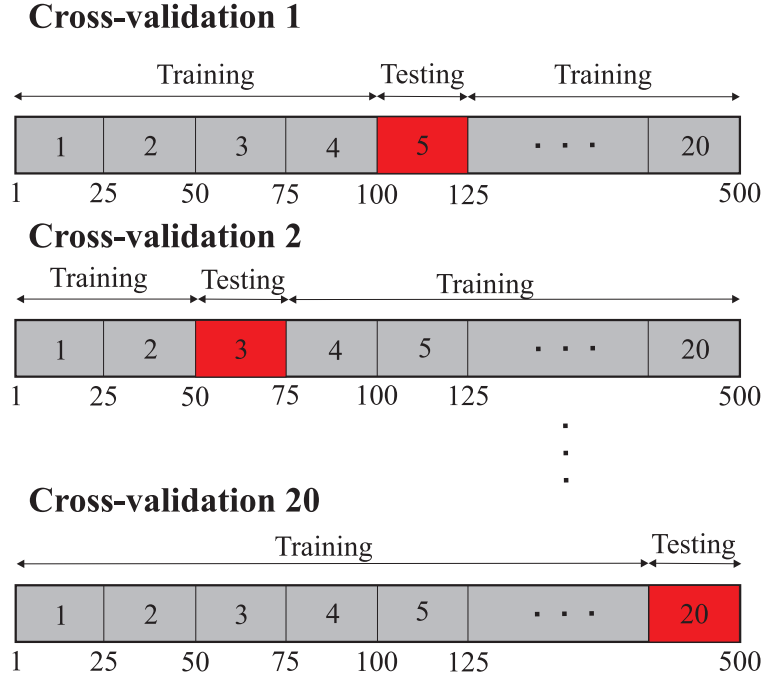 Cross-validation 1
Training Testing Training
1 2 3 4 5 . . . 20
1 25 50 75 100 125 500
Cross-validation 2
Training Testing Training
1 2 3 4 5 . . . 20
1 25 50 75 100 125 500
.
.
.
Cross-validation 20
Training Testing
1 2 3 4 5 . . . 20
1 25 50 75 100 125 500